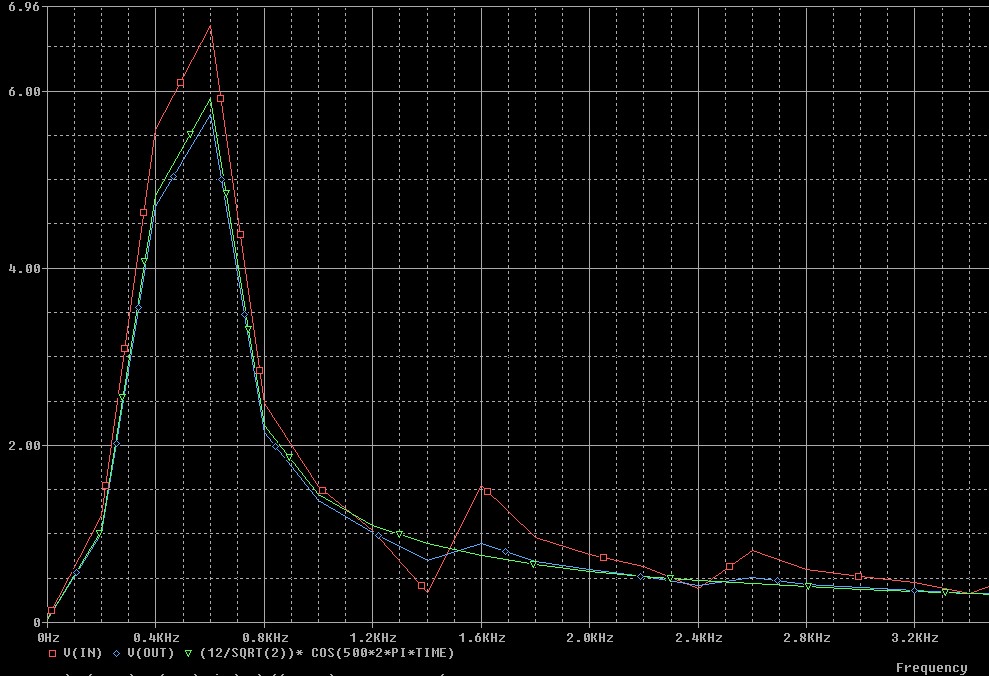 6.96
6.00
4.00
2.00
0
0Hz 0.4KHz 0.8KHz 1.2KHz 1.6KHz 2.0KHz 2.4KHz 2.8KHz 3.2KHz
V(IN) V(OUT) (12/SQRT(2))* COS(500*2*PI*TIME)
Frequency